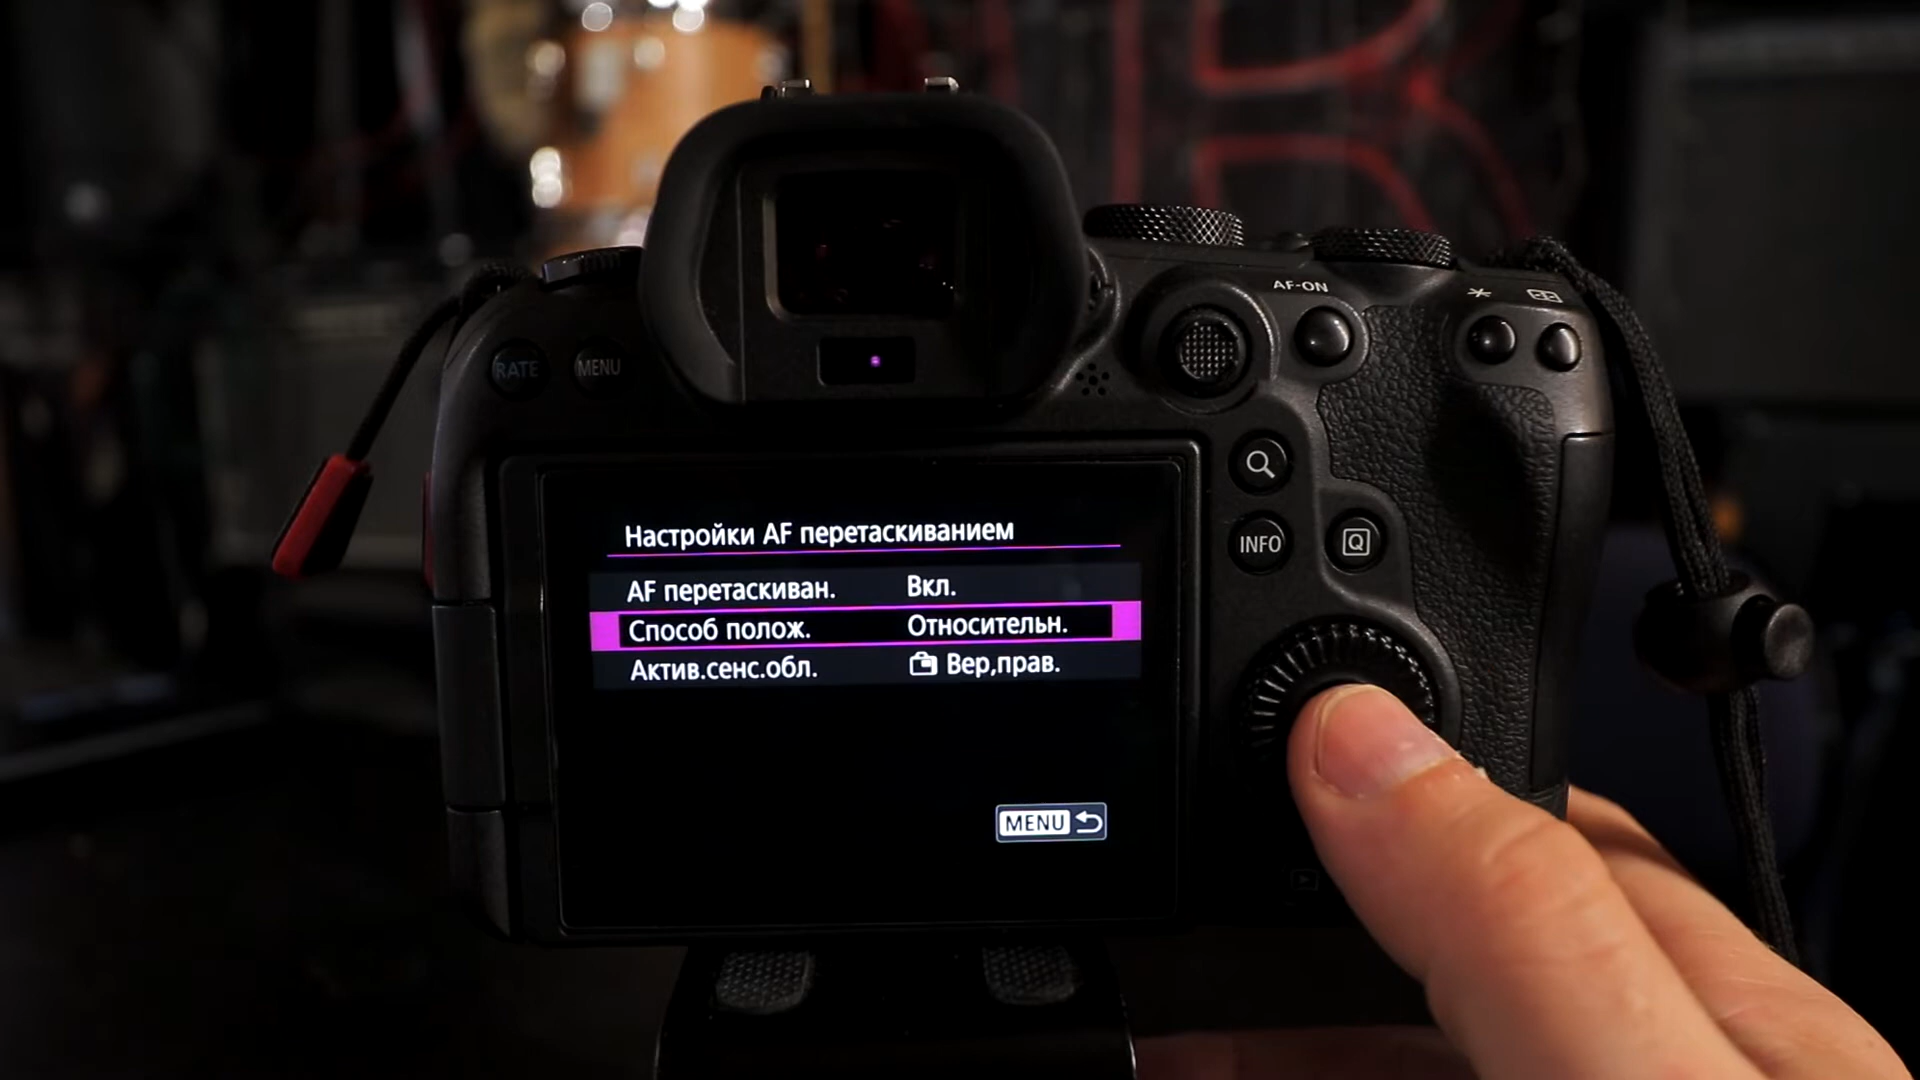 AF-ON
RATE
MENU
INFO
Q
Настройки AF перетаскиванием
AF перетаскиван. Вкл.
Способ полож. Относительн.
Актив.сенс.обл. Вер,прав.
MENU